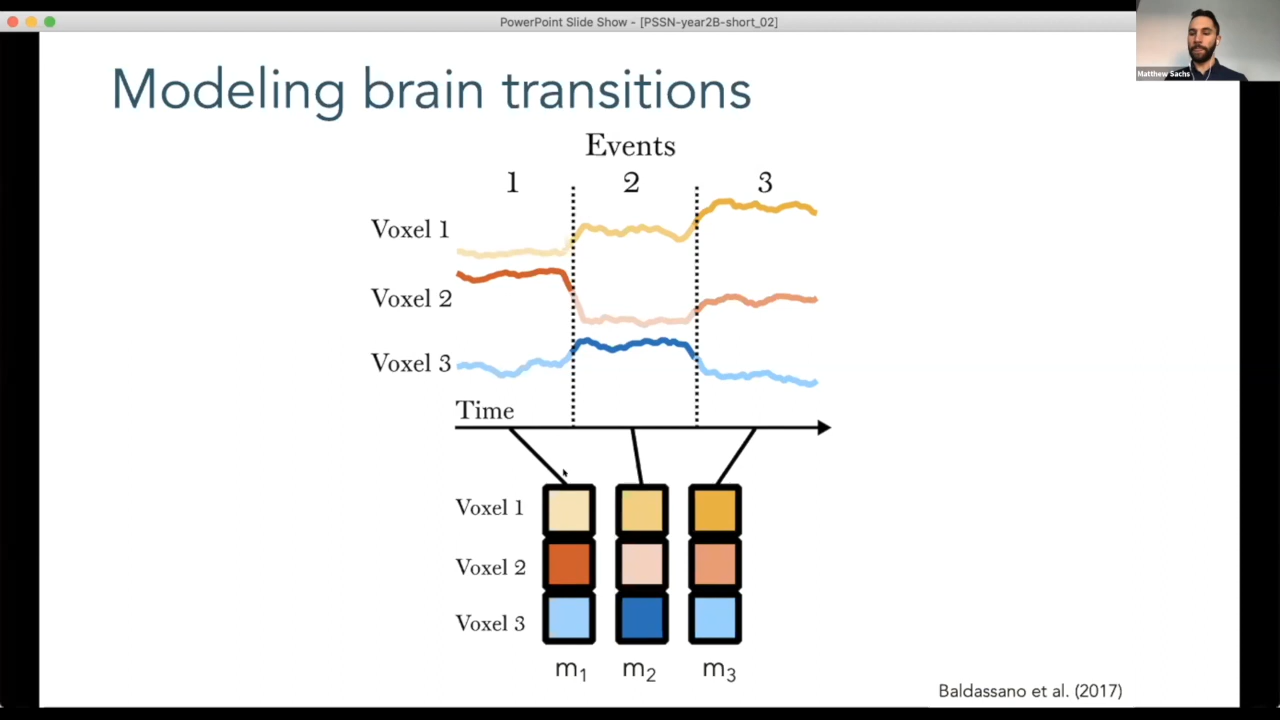 PowerPoint Slide Show - [PSSN-year2B-short_02]
Matthew Sachs
Modeling brain transitions
Events
1 2 3
Voxel 1
Voxel 2
Voxel 3
Time
Voxel 1
Voxel 2
Voxel 3
m1 m2 m3
Baldassano et al. (2017)